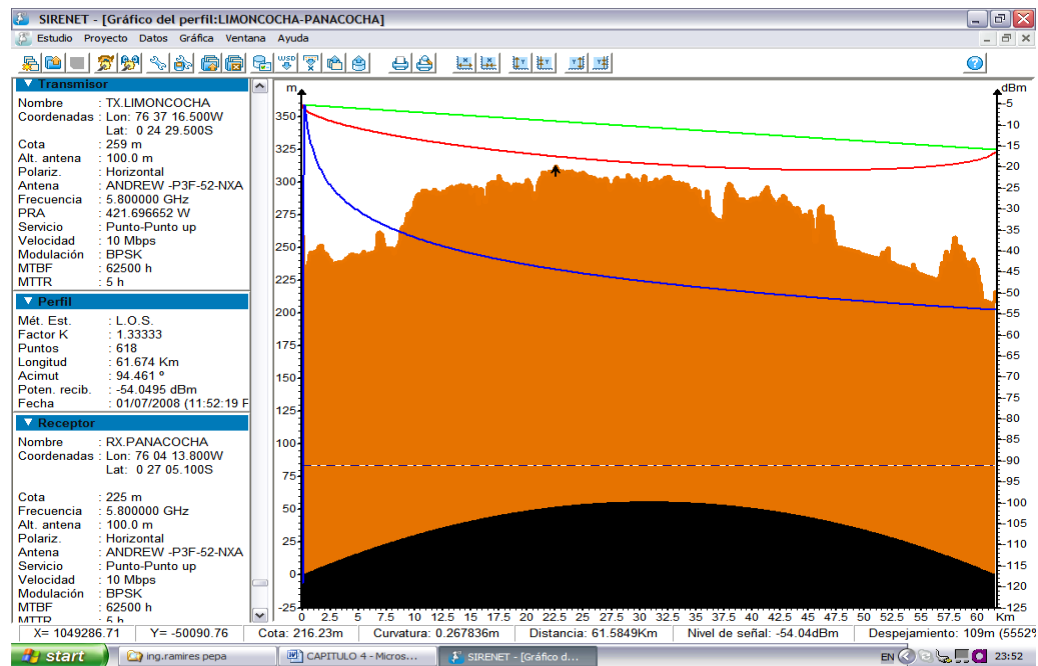 SIRENET - [Gráfico del perfil:LIMONCOCHA-PANACOCHA]
Estudio Proyecto Datos Gráfica Ventana Ayuda
Transmisor
Nombre : TX.LIMONCOCHA
Coordenadas : Lon: 76 37 16.500W
Lat: 0 24 29.500S
Cota : 259 m
Alt. antena : 100.0 m
Polariz. : Horizontal
Antena : ANDREW -P3F-52-NXA
Frecuencia : 5.800000 GHz
PRA : 421.696652 W
Servicio : Punto-Punto up
Velocidad : 10 Mbps
Modulación : BPSK
MTBF : 62500 h
MTTR : 5 h
Perfil
Mét. Est. : L.O.S.
Factor K : 1.33333
Puntos : 618
Longitud : 61.674 Km
Acimut : 94.461 º
Poten. recib. : -54.0495 dBm
Fecha : 01/07/2008 (11:52:19 F
Receptor
Nombre : RX.PANACOCHA
Coordenadas : Lon: 76 04 13.800W
Lat: 0 27 05.100S
Cota : 225 m
Frecuencia : 5.800000 GHz
Alt. antena : 100.0 m
Polariz. : Horizontal
Antena : ANDREW -P3F-52-NXA
Servicio : Punto-Punto up
Velocidad : 10 Mbps
Modulación : BPSK
MTBF : 62500 h
MTTR : 5 h
m
350
325
300
275
250
225
200
175
150
125
100
75
50
25
0
-25
dBm
-5
-10
-15
-20
-25
-30
-35
-40
-45
-50
-55
-60
-65
-70
-75
-80
-85
-90
-95
-100
-105
-110
-115
-120
-125
0 2.5 5 7.5 10 12.5 15 17.5 20 22.5 25 27.5 30 32.5 35 37.5 40 42.5 45 47.5 50 52.5 55 57.5 60 Km
X= 1049286.71 Y= -50090.76 Cota: 216.23m Curvatura: 0.267836m Distancia: 61.5849Km Nivel de señal: -54.04dBm Despejamiento: 109m (5552%
start ing.ramires pepa CAPITULO 4 - Micros... SIRENET - [Gráfico d... EN 23:52